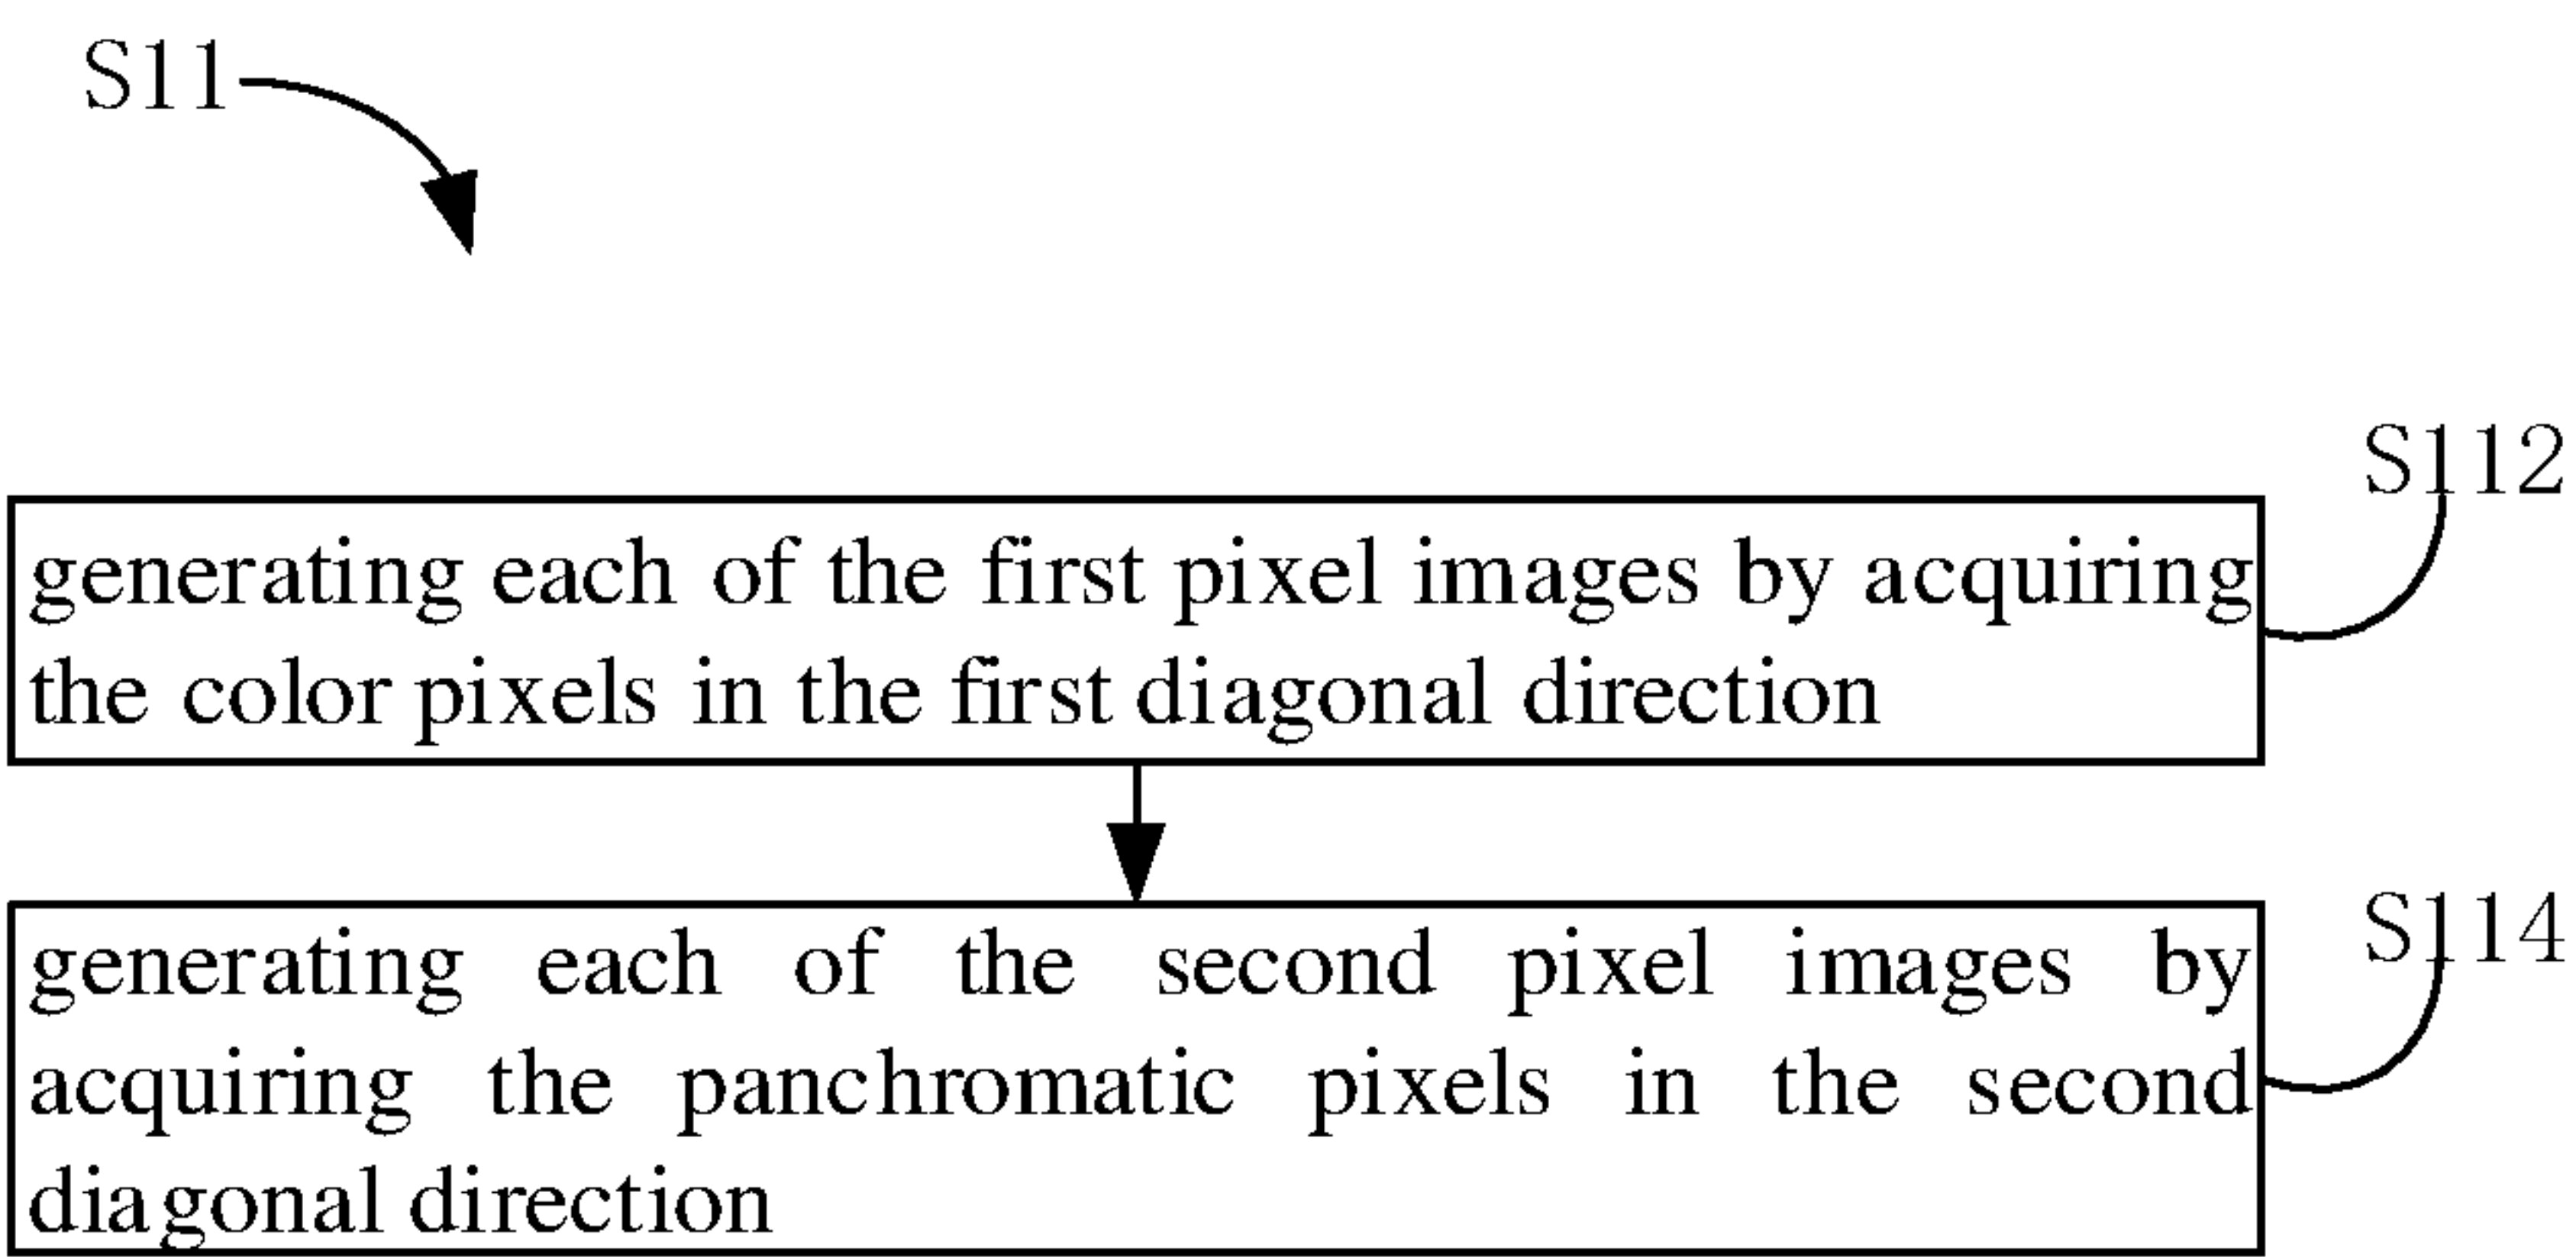 S11
S112
generating each of the first pixel images by acquiring
the color pixels in the first diagonal direction
S114
generating each of the second pixel images by
acquiring the panchromatic pixels in the second
diagonal direction